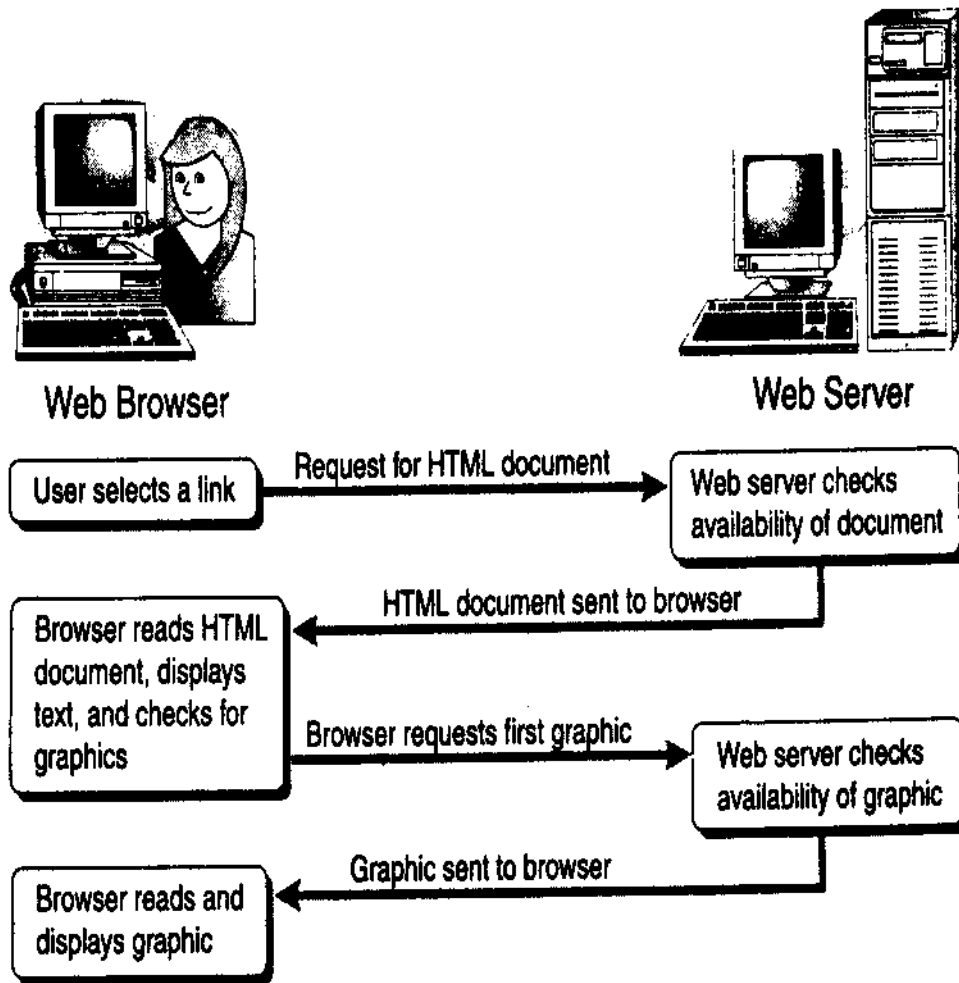 Web Browser
Web Server
User selects a link
Request for HTML document
Web server checks
availability of document
HTML document sent to browser
Browser reads HTML
document, displays
text, and checks for
graphics
Browser requests first graphic
Web server checks
availability of graphic
Graphic sent to browser
Browser reads and
displays graphic